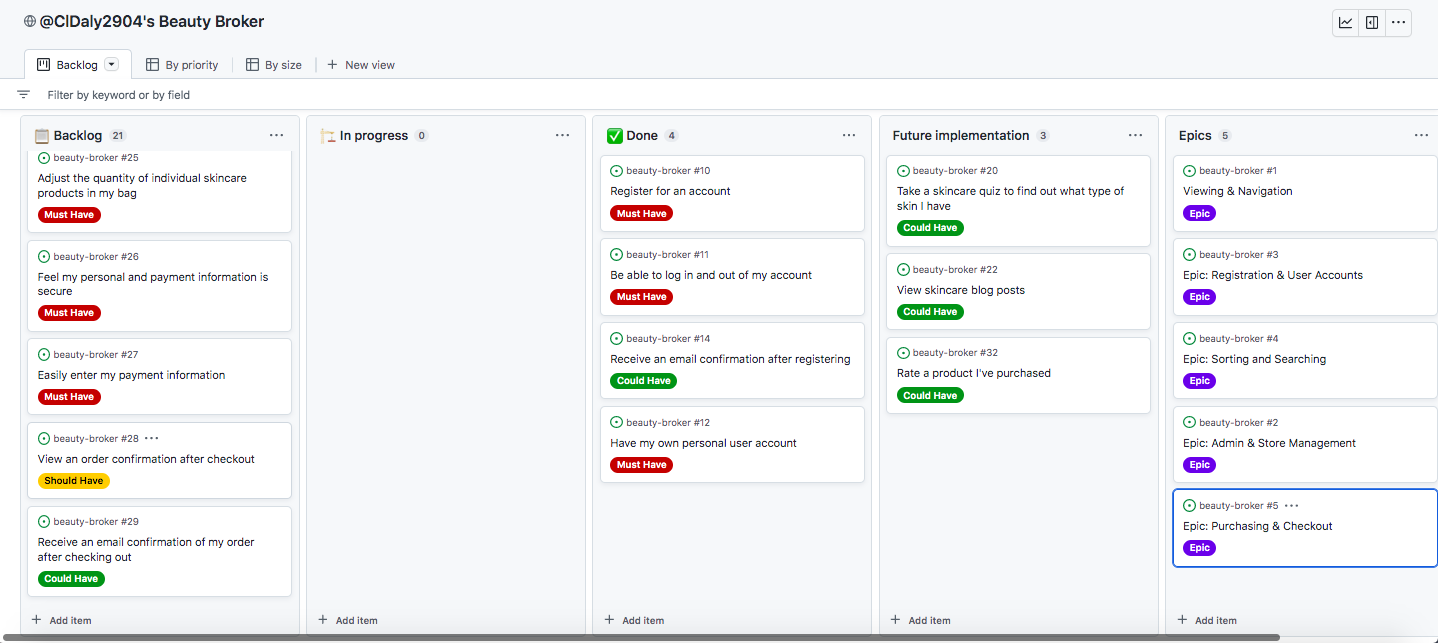 @ClDaly2904's Beauty Broker
Backlog
By priority
By size
New view
Filter by keyword or by field
Backlog 21
beauty-broker #25
Adjust the quantity of individual skincare
products in my bag
Must Have
beauty-broker #26
Feel my personal and payment information is
secure
Must Have
beauty-broker #27
Easily enter my payment information
Must Have
beauty-broker #28
View an order confirmation after checkout
Should Have
beauty-broker #29
Receive an email confirmation of my order
after checking out
Could Have
Add item
In progress 0
Add item
Done 4
beauty-broker #10
Register for an account
Must Have
beauty-broker #11
Be able to log in and out of my account
Must Have
beauty-broker #14
Receive an email confirmation after registering
Could Have
beauty-broker #12
Have my own personal user account
Must Have
Add item
Future implementation 3
beauty-broker #20
Take a skincare quiz to find out what type of
skin I have
Could Have
beauty-broker #22
View skincare blog posts
Could Have
beauty-broker #32
Rate a product I've purchased
Could Have
Add item
Epics 5
beauty-broker #1
Viewing & Navigation
Epic
beauty-broker #3
Epic: Registration & User Accounts
Epic
beauty-broker #4
Epic: Sorting and Searching
Epic
beauty-broker #2
Epic: Admin & Store Management
Epic
beauty-broker #5
Epic: Purchasing & Checkout
Epic
Add item